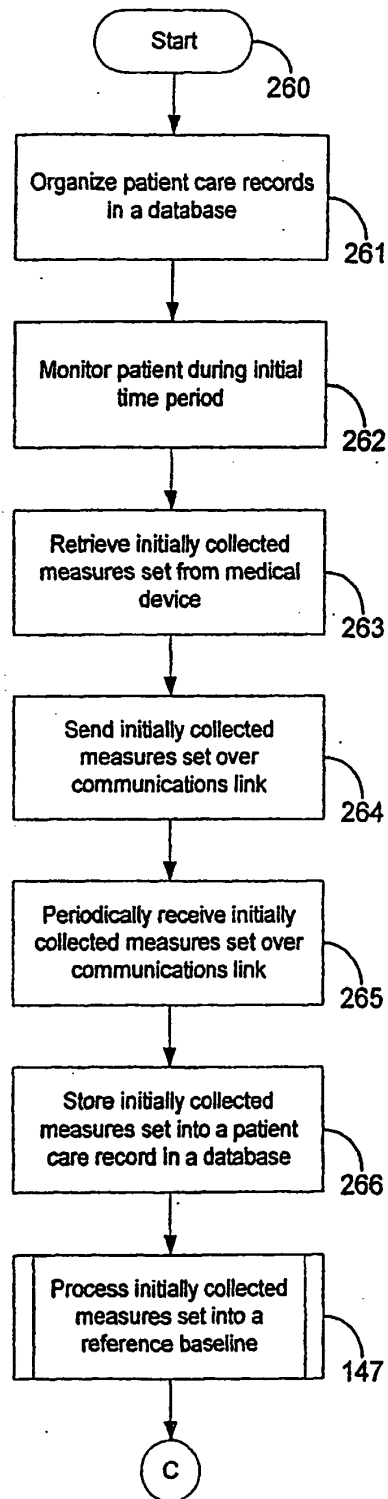 Start
260
Organize patient care records
in a database
261
Monitor patient during initial
time period
262
Retrieve initially collected
measures set from medical
device
263
Send initially collected
measures set over
communications link
264
Periodically receive initially
collected measures set over
communications link
265
Store initially collected
measures set into a patient
care record in a database
266
Process initially collected
measures set into a
reference baseline
147
C